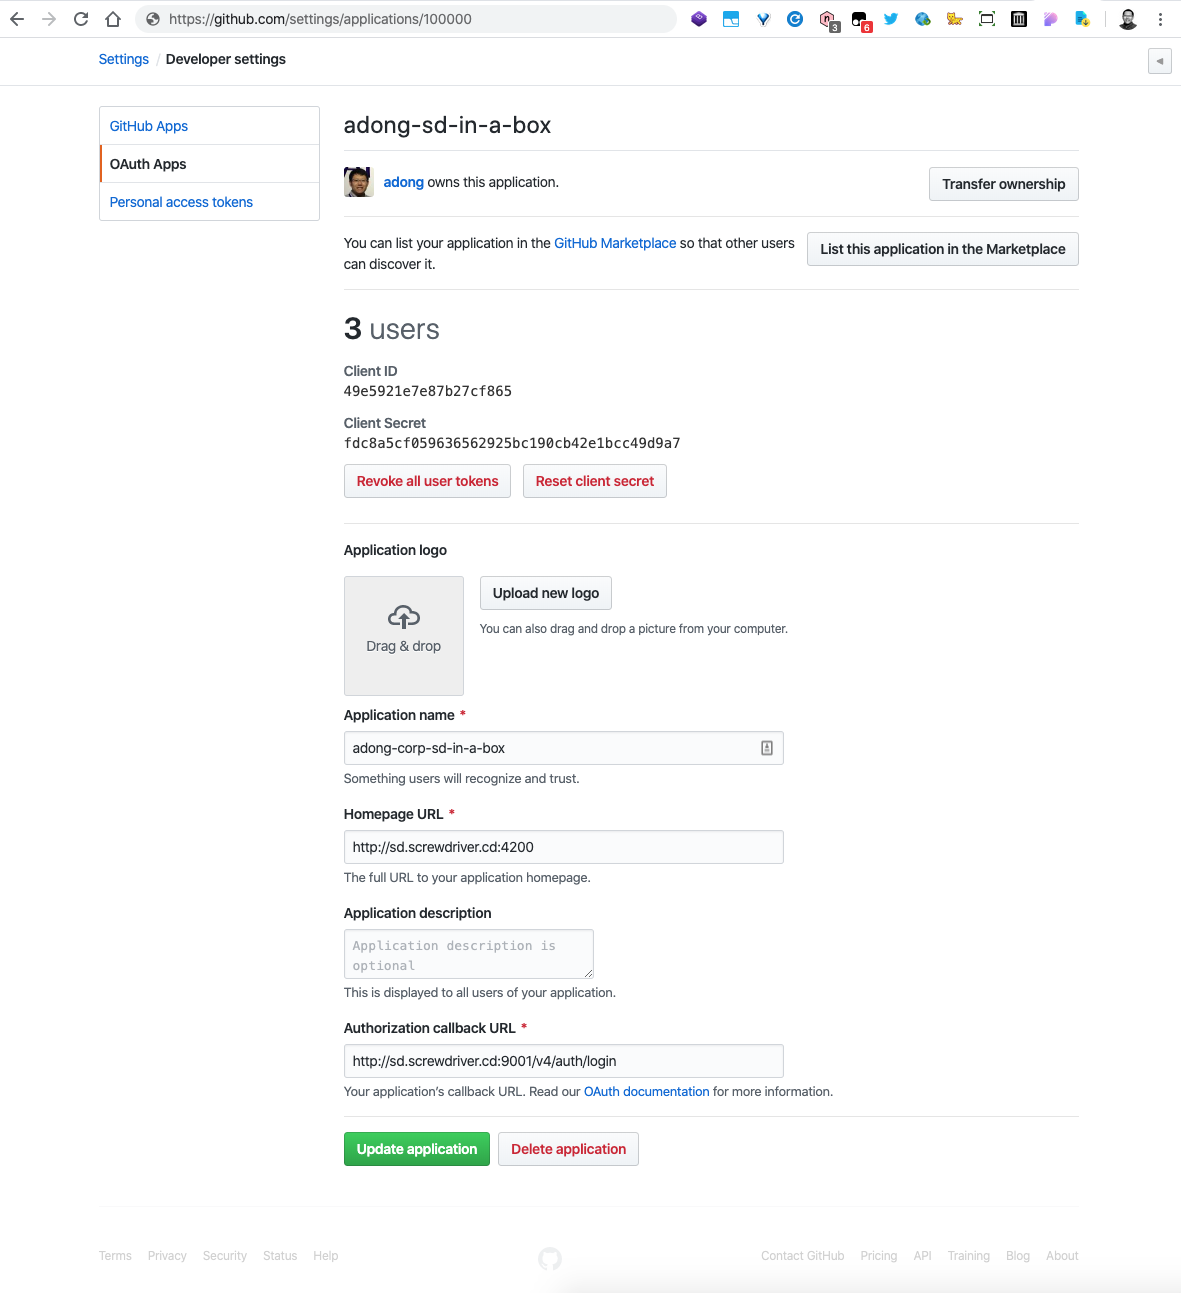 https://github.com/settings/applications/100000
3
6
Settings / Developer settings
GitHub Apps
OAuth Apps
Personal access tokens
adong-sd-in-a-box
adong owns this application.
Transfer ownership
You can list your application in the GitHub Marketplace so that other users
can discover it.
List this application in the Marketplace
3 users
Client ID
49e5921e7e87b27cf865
Client Secret
fdc8a5cf059636562925bc190cb42e1bcc49d9a7
Revoke all user tokens
Reset client secret
Application logo
Drag & drop
Upload new logo
You can also drag and drop a picture from your computer.
Application name *
adong-corp-sd-in-a-box
Something users will recognize and trust.
Homepage URL *
http://sd.screwdriver.cd:4200
The full URL to your application homepage.
Application description
Application description is
optional
This is displayed to all users of your application.
Authorization callback URL *
http://sd.screwdriver.cd:9001/v4/auth/login
Your application's callback URL. Read our OAuth documentation for more information.
Update application
Delete application
Terms Privacy Security Status Help
Contact GitHub Pricing API Training Blog About